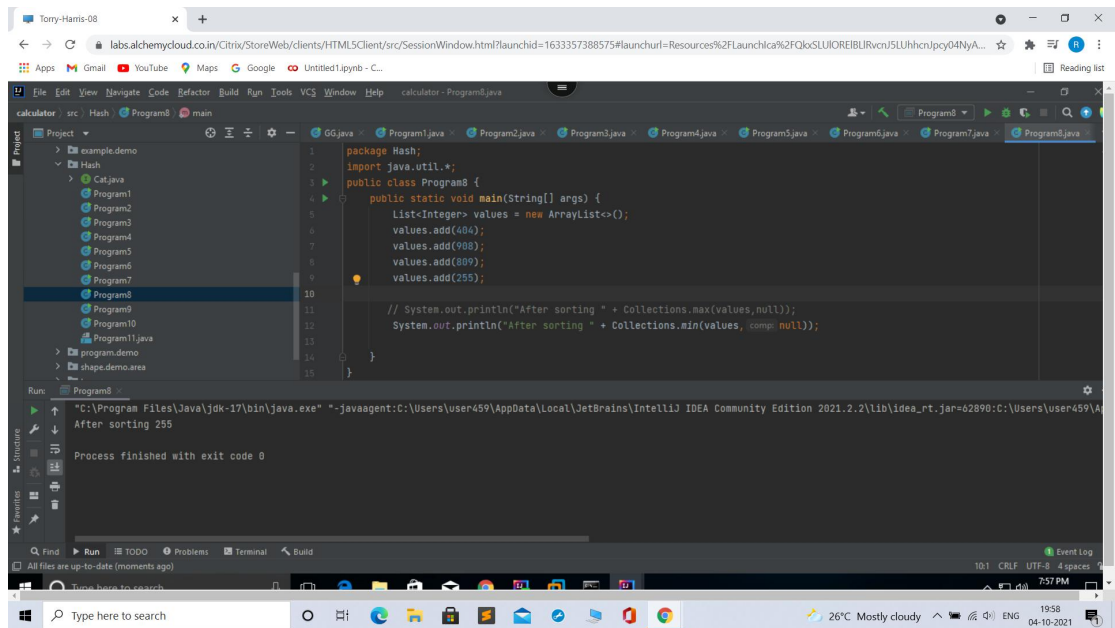 Torry-Harris-08
labs.alchemycloud.co.in/Citrix/StoreWeb/clients/HTML5Client/src/SessionWindow.html?launchid=1633357388575#launchurl=Resources%2FLaunchIca%2FQkxSLUlORElBLlRvcnJ5LUhhcnJpcy04NyA...
R
Apps Gmail YouTube Maps Google Untitled1.ipynb - C... Reading list
File Edit View Navigate Code Refactor Build Run Tools VCS Window Help calculator - Program8.java
calculator src Hash Program8 main Program8
Project GG.java Program1.java Program2.java Program3.java Program4.java Program5.java Program6.java Program7.java Program8.java
Project
example.demo
Hash
Cat.java
Program1
Program2
Program3
Program4
Program5
Program6
Program7
Program8
Program9
Program10
Program11.java
program.demo
shape.demo.area
1 package Hash;
2 import java.util.*;
3 public class Program8 {
4 public static void main(String[] args) {
5 List<Integer> values = new ArrayList<>();
6 values.add(404);
7 values.add(908);
8 values.add(809);
9 values.add(255);
10
11 // System.out.println("After sorting " + Collections.max(values,null));
12 System.out.println("After sorting " + Collections.min(values, comp: null));
13
14 }
15 }
Run: Program8
"C:\Program Files\Java\jdk-17\bin\java.exe" "-javaagent:C:\Users\user459\AppData\Local\JetBrains\IntelliJ IDEA Community Edition 2021.2.2\lib\idea_rt.jar=62890:C:\Users\user459\Ap
After sorting 255
Process finished with exit code 0
Structure
Favorites
Find Run TODO Problems Terminal Build 1 Event Log
All files are up-to-date (moments ago) 10:1 CRLF UTF-8 4 spaces
Type here to search 7:57 PM
Type here to search 26°C Mostly cloudy ENG 19:58
04-10-2021